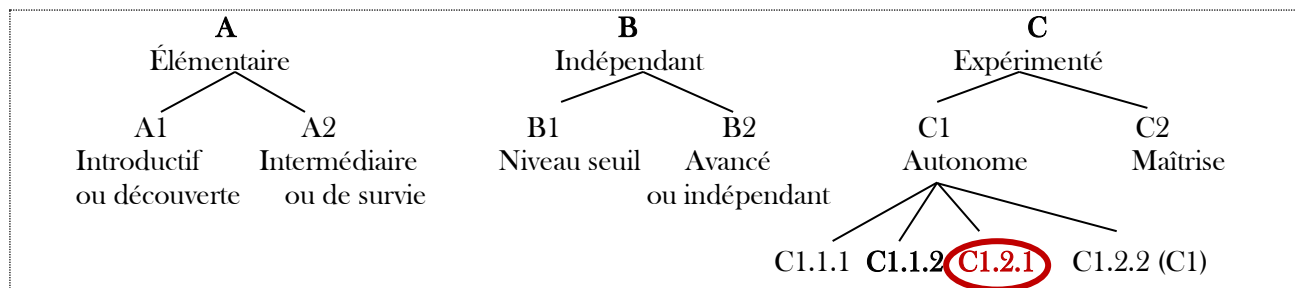 A B C
Élémentaire Indépendant Expérimenté
A1 A2 B1 B2 C1 C2
Introductif Intermédiaire Niveau seuil Avancé Autonome Maîtrise
ou découverte ou de survie ou indépendant
C1.1.1 C1.1.2 C1.2.1 C1.2.2 (C1)